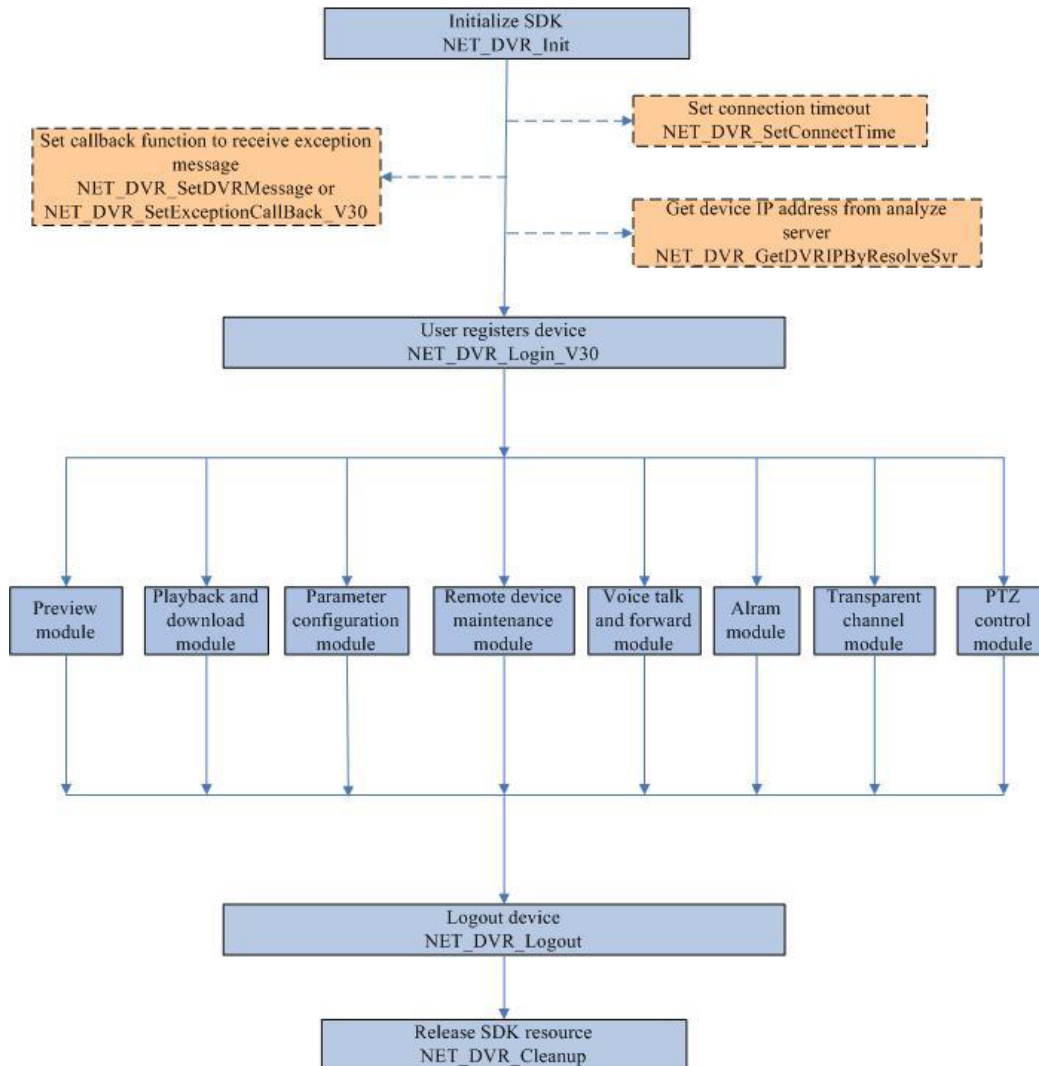 Initialize SDK
NET_DVR_Init
Set connection timeout
NET_DVR_SetConnectTime
Set callback function to receive exception
message
NET_DVR_SetDVRMessage or
NET_DVR_SetExceptionCallBack_V30
Get device IP address from analyze
server
NET_DVR_GetDVRIPByResolveSvr
User registers device
NET_DVR_Login_V30
Preview
module
Playback and
download module
Parameter
configuration
module
Remote device
maintenance
module
Voice talk
and forward
module
Alram
module
Transparent
channel
module
PTZ
control
module
Logout device
NET_DVR_Logout
Release SDK resource
NET_DVR_Cleanup